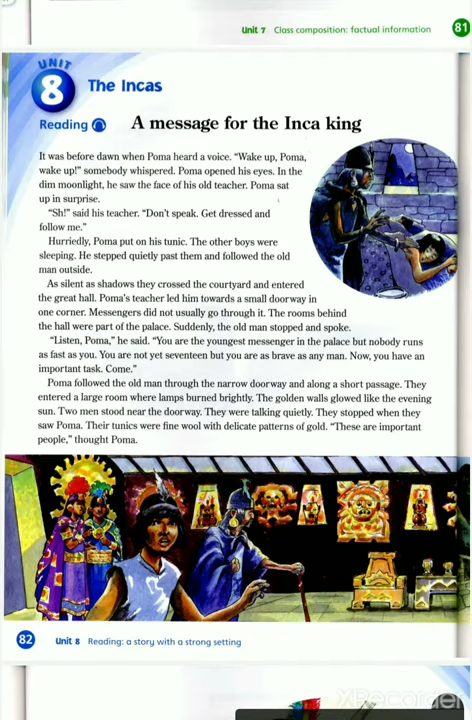 Unit 7 Class composition: factual information 81
UNIT
8 The Incas
Reading A message for the Inca king
It was before dawn when Poma heard a voice. “Wake up, Poma,
wake up!” somebody whispered. Poma opened his eyes. In the
dim moonlight, he saw the face of his old teacher. Poma sat
up in surprise.
“Sh!” said his teacher. “Don’t speak. Get dressed and
follow me.”
Hurriedly, Poma put on his tunic. The other boys were
sleeping. He stepped quietly past them and followed the old
man outside.
As silent as shadows they crossed the courtyard and entered
the great hall. Poma’s teacher led him towards a small doorway in
one corner. Messengers did not usually go through it. The rooms behind
the hall were part of the palace. Suddenly, the old man stopped and spoke.
“Listen, Poma,” he said. “You are the youngest messenger in the palace but nobody runs
as fast as you. You are not yet seventeen but you are as brave as any man. Now, you have an
important task. Come.”
Poma followed the old man through the narrow doorway and along a short passage. They
entered a large room where lamps burned brightly. The golden walls glowed like the evening
sun. Two men stood near the doorway. They were talking quietly. They stopped when they
saw Poma. Their tunics were fine wool with delicate patterns of gold. “These are important
people,” thought Poma.
82 Unit 8 Reading: a story with a strong setting
XRecorder